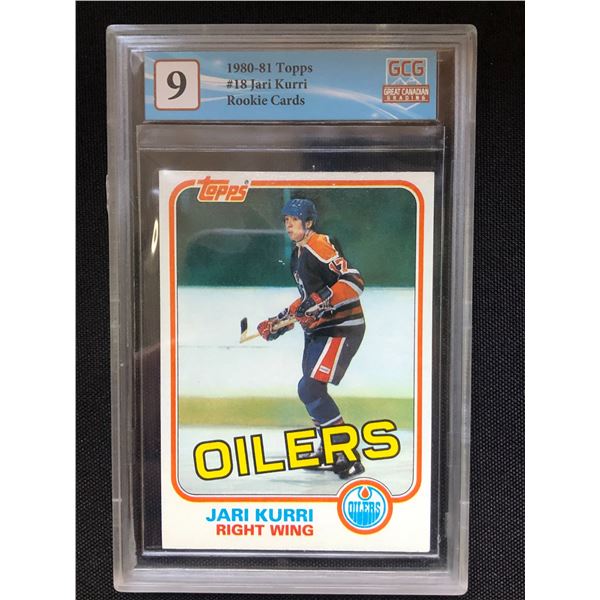 9
1980-81 Topps
#18 Jari Kurri
Rookie Cards
GCG
GREAT CANADIAN
GRADING
Topps
17
OILERS
JARI KURRI
RIGHT WING
OILERS